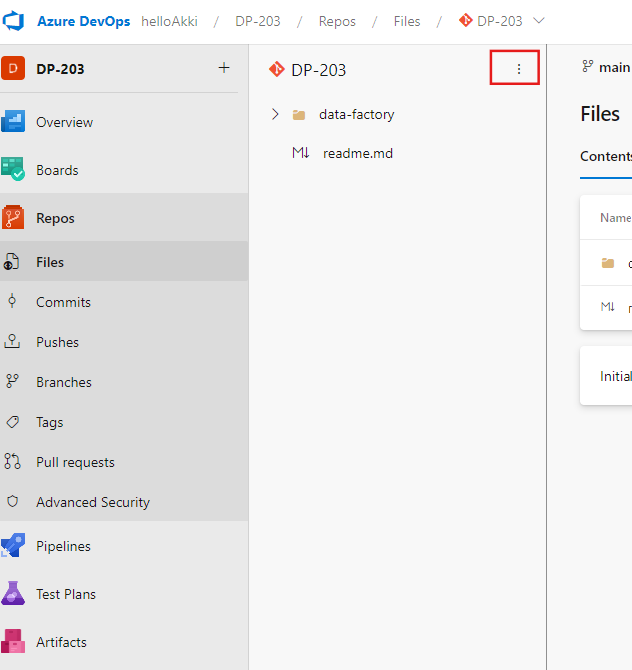 Azure DevOps helloAkki / DP-203 / Repos / Files / DP-203
D DP-203 +
Overview
Boards
Repos
Files
Commits
Pushes
Branches
Tags
Pull requests
Advanced Security
Pipelines
Test Plans
Artifacts
DP-203
data-factory
M↓ readme.md
main
Files
Contents
Name
M↓
Initial